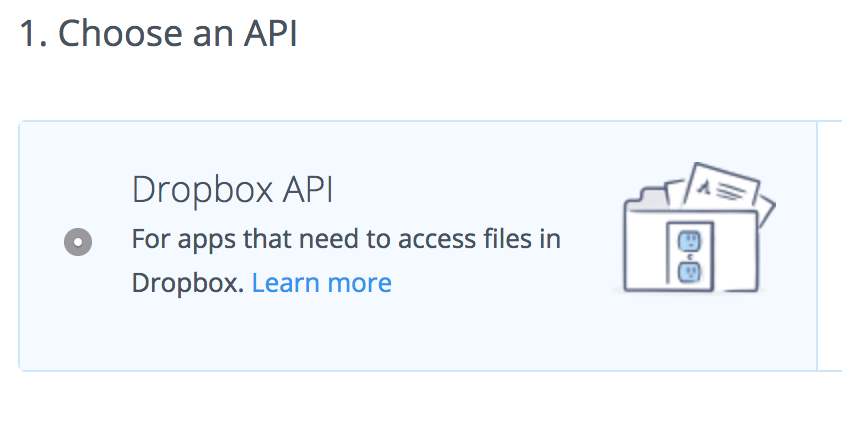 1. Choose an API
Dropbox API
For apps that need to access files in
Dropbox. Learn more